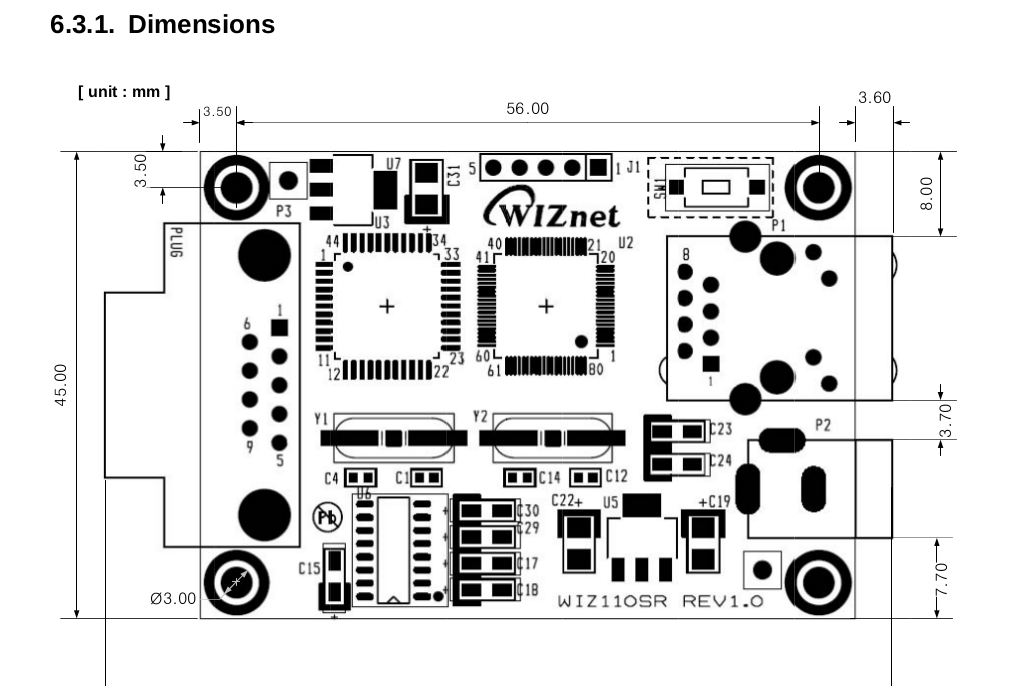 6.3.1. Dimensions
[ unit : mm ]
3.60
3.50
56.00
3.50
5
1
J1
U7
C31
SW1
8.00
P3
U3
+
WIZnet
P1
PLUG
44
34
1
33
40
21
U2
41
20
8
6
1
11
23
12
22
60
1
61
80
1
45.00
9
5
Y1
Y2
C23
P2
3.70
C24
C4
C1
C14
C12
U6
Pb
+
C30
C29
C22+
U5
+C19
+
C15
+
C17
+
C18
7.70
Ø3.00
WIZ110SR REV1.0
+